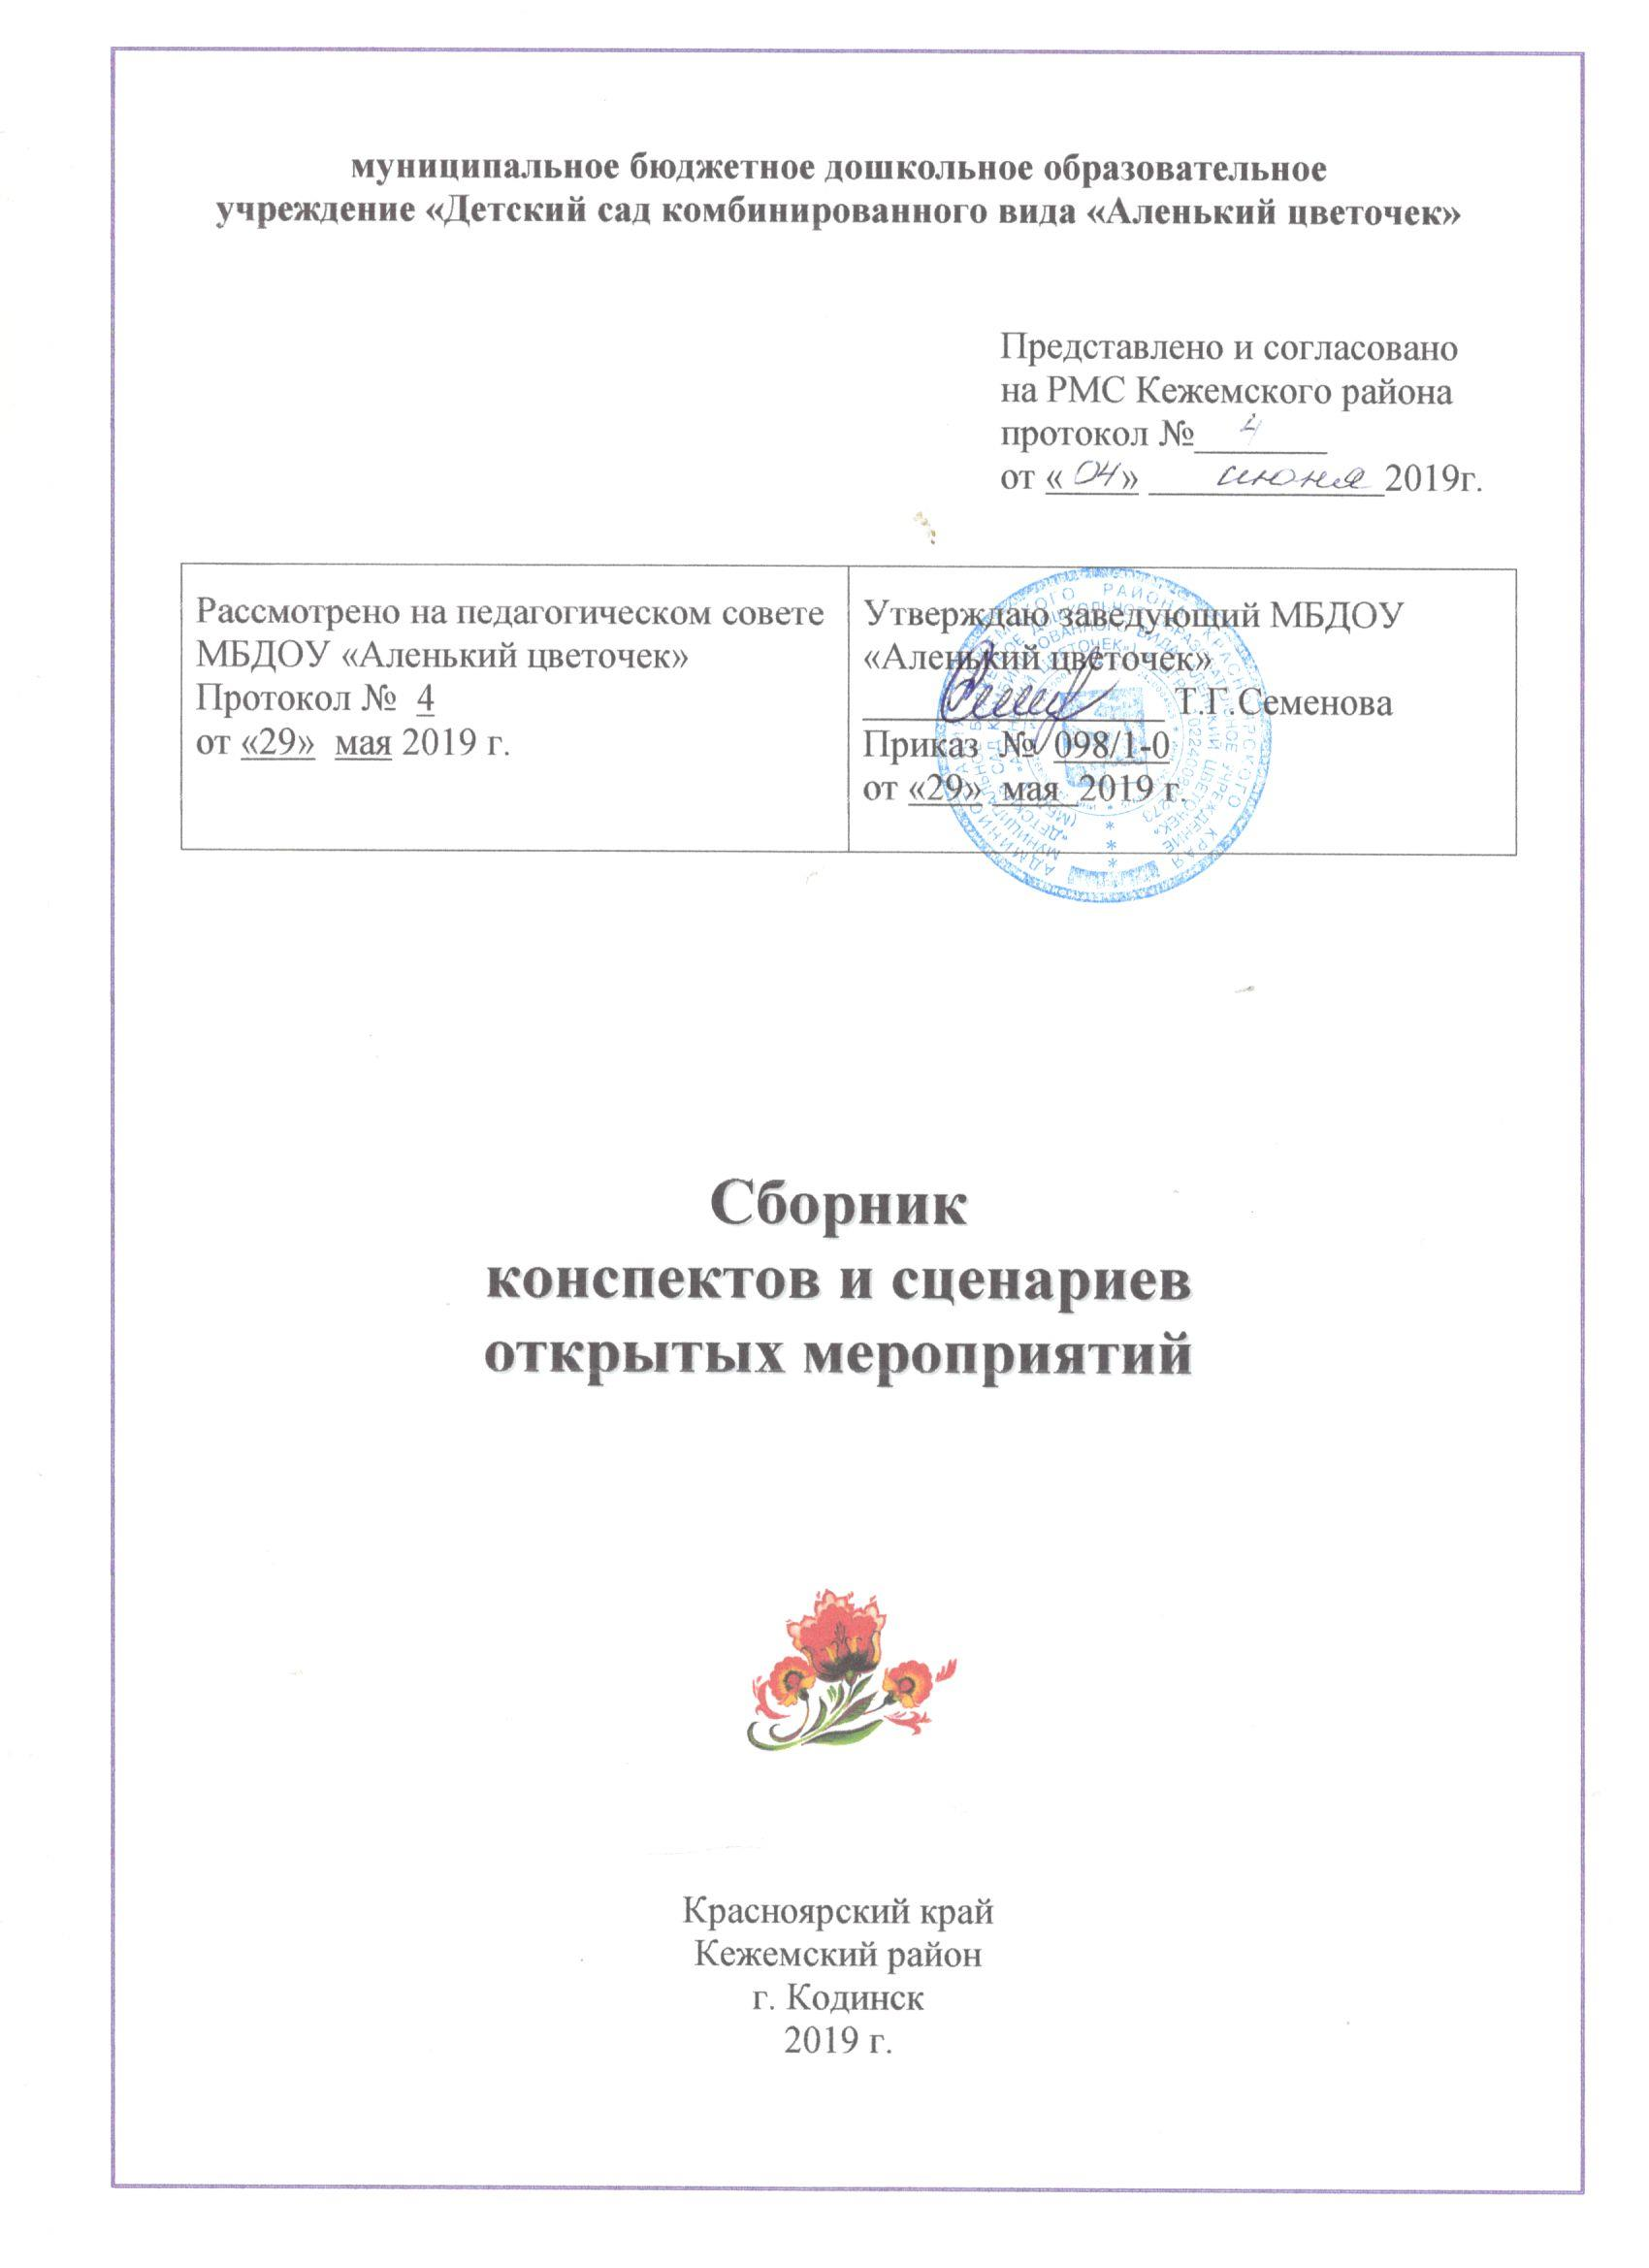 муниципальное бюджетное дошкольное образовательное
учреждение «Детский сад комбинированного вида «Аленький цветочек»
Представлено и согласовано
на РМС Кежемского района
протокол № 4
от «04» июня 2019г.
Рассмотрено на педагогическом совете
МБДОУ «Аленький цветочек»
Протокол № 4
от «29» мая 2019 г.
Утверждаю заведующий МБДОУ
«Аленький цветочек»
Т.Г.Семенова
Приказ № 098/1-0
от «29» мая 2019 г.
Сборник
конспектов и сценариев
открытых мероприятий
Красноярский край
Кежемский район
г. Кодинск
2019 г.